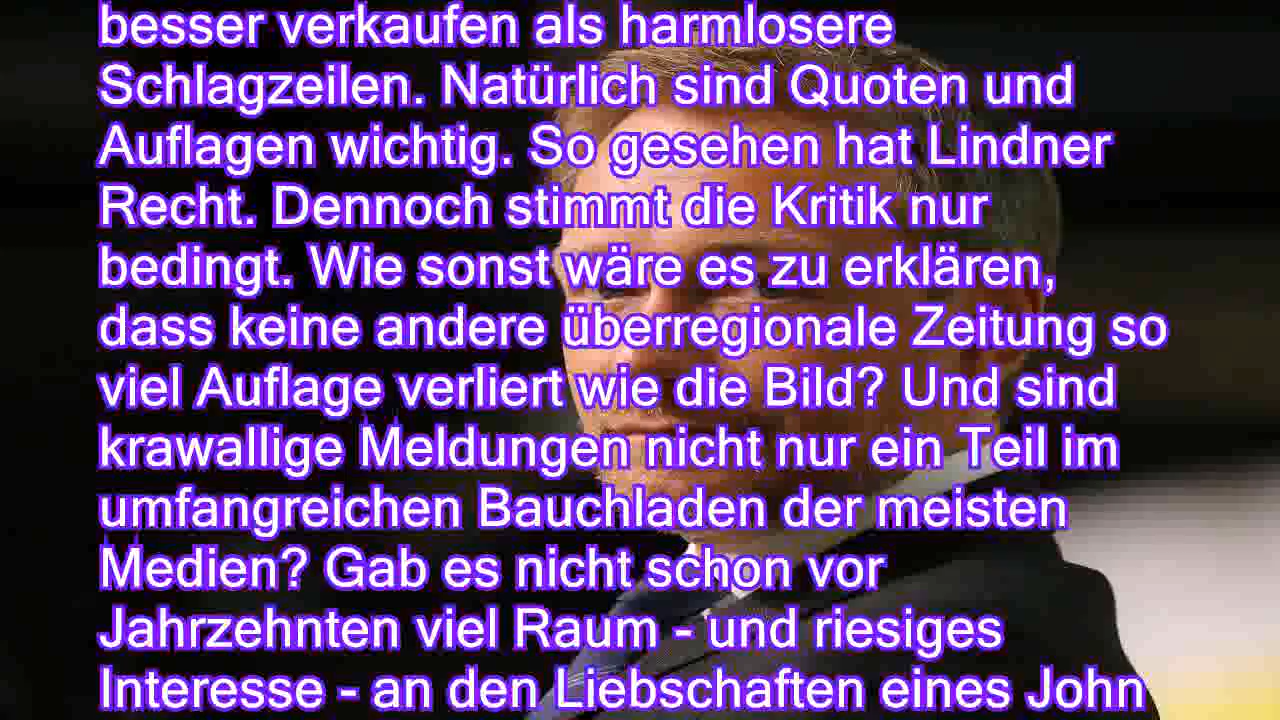 besser verkaufen als harmlosere
Schlagzeilen. Natürlich sind Quoten und
Auflagen wichtig. So gesehen hat Lindner
Recht. Dennoch stimmt die Kritik nur
bedingt. Wie sonst wäre es zu erklären,
dass keine andere überregionale Zeitung so
viel Auflage verliert wie die Bild? Und sind
krawallige Meldungen nicht nur ein Teil im
umfangreichen Bauchladen der meisten
Medien? Gab es nicht schon vor
Jahrzehnten viel Raum - und riesiges
Interesse - an den Liebschaften eines John